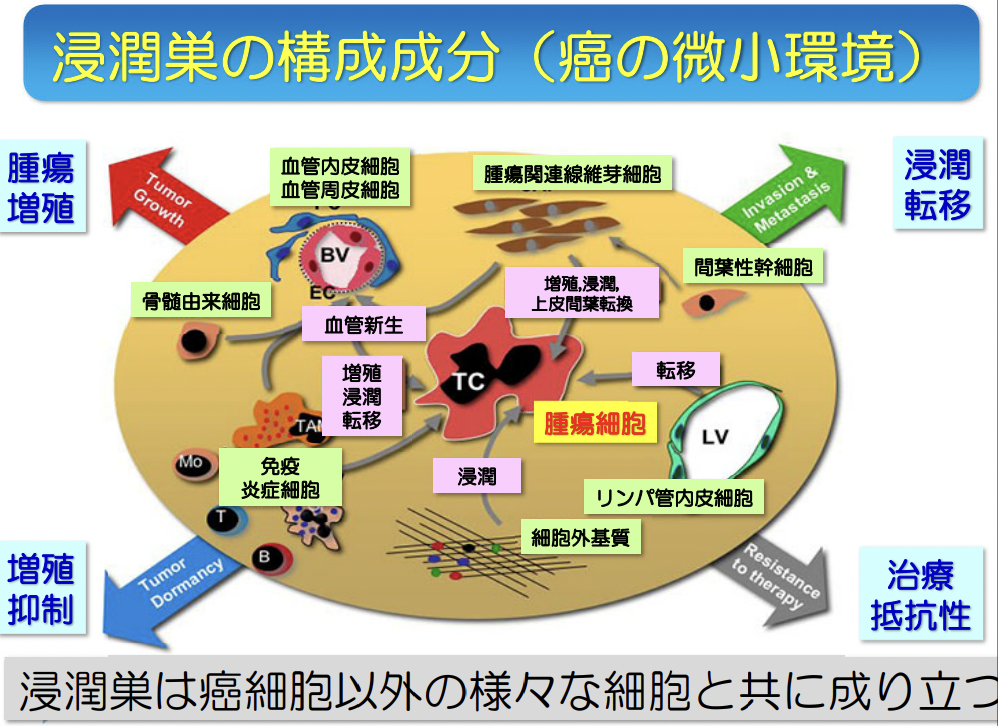 浸潤巣の構成成分（癌の微小環境）
腫瘍
増殖
Tumor
Growth
血管内皮細胞
血管周皮細胞
腫瘍関連線維芽細胞
Invasion &
Metastasis
浸潤
転移
BV
EC
間葉性幹細胞
骨髄由来細胞
増殖,浸潤,
上皮間葉転換
血管新生
増殖
浸潤
転移
TC
転移
腫瘍細胞
TAN
LV
Mo
免疫
炎症細胞
浸潤
リンパ管内皮細胞
T
細胞外基質
B
増殖
抑制
Tumor
Dormancy
Resistance
to therapy
治療
抵抗性
浸潤巣は癌細胞以外の様々な細胞と共に成り立つ